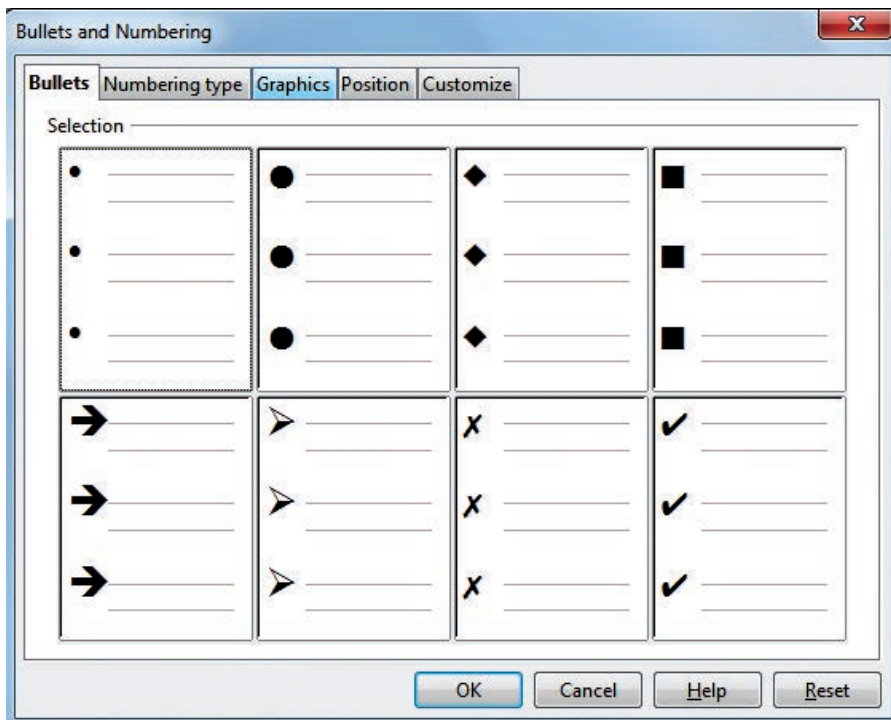 Bullets and Numbering
Bullets Numbering type Graphics Position Customize
Selection
OK Cancel Help Reset